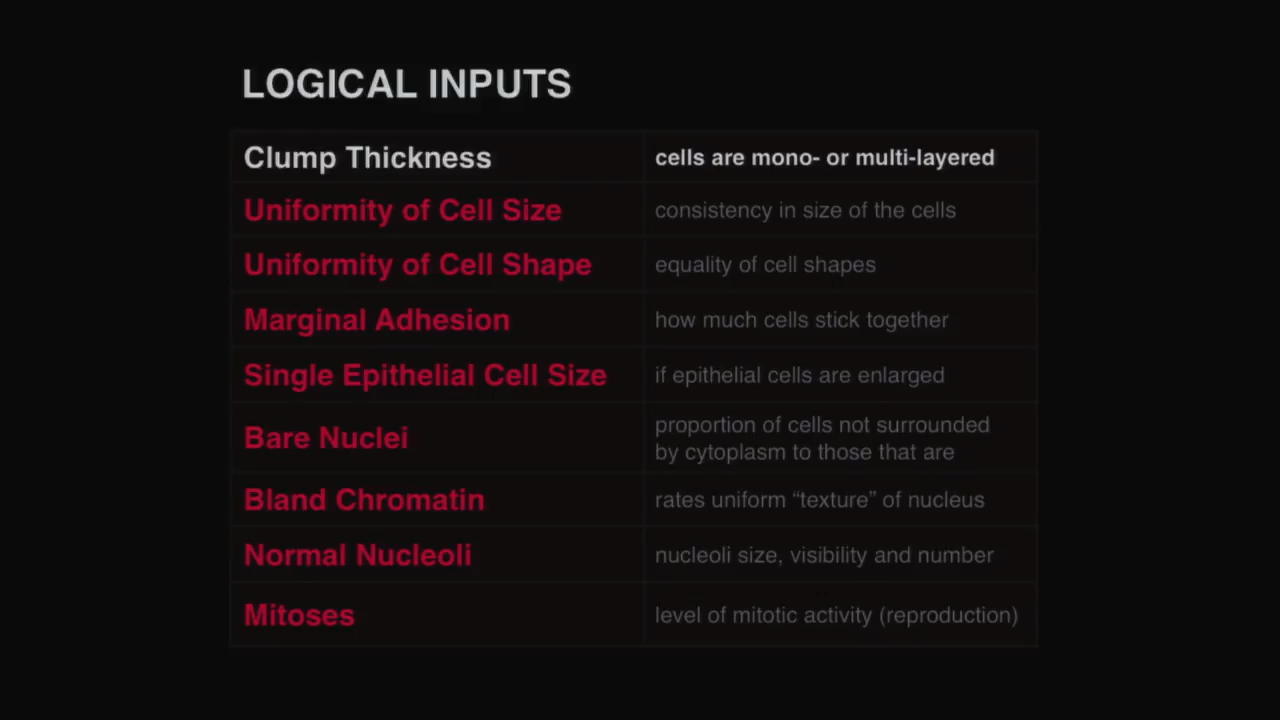 LOGICAL INPUTS
Clump Thickness
cells are mono- or multi-layered
Uniformity of Cell Size
consistency in size of the cells
Uniformity of Cell Shape
equality of cell shapes
Marginal Adhesion
how much cells stick together
Single Epithelial Cell Size
if epithelial cells are enlarged
Bare Nuclei
proportion of cells not surrounded
by cytoplasm to those that are
Bland Chromatin
rates uniform “texture” of nucleus
Normal Nucleoli
nucleoli size, visibility and number
Mitoses
level of mitotic activity (reproduction)